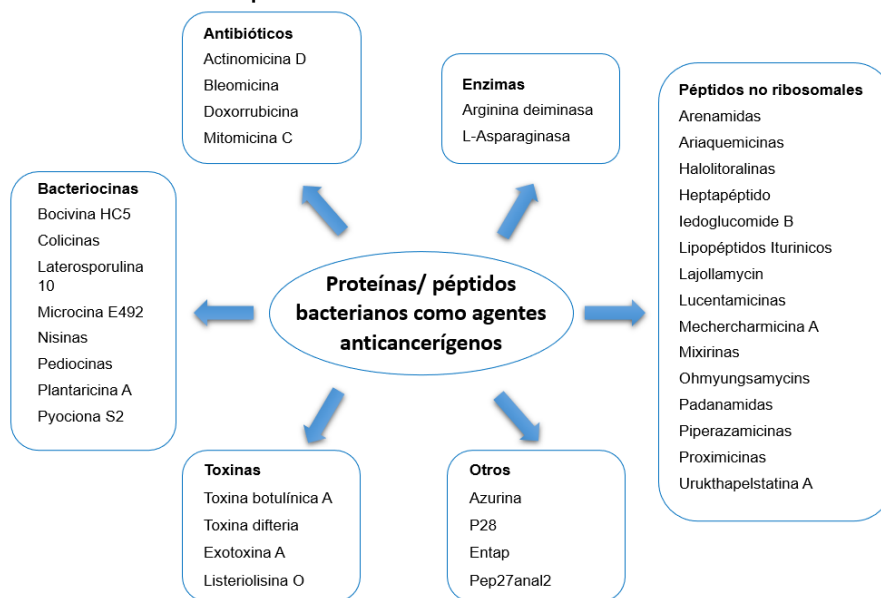 Antibióticos
Actinomicina D
Bleomicina
Doxorrubicina
Mitomicina C
Enzimas
Arginina deiminasa
L-Asparaginasa
Péptidos no ribosomales
Arenamidas
Ariaquemicinas
Halolitoralinas
Heptapéptido
Iedoglucomide B
Lipopéptidos Iturinicos
Lajollamycin
Lucentamicinas
Mechercharmicina A
Mixirinas
Ohmyungsamycins
Padanamidas
Piperazamicinas
Proximicinas
Urukthapelstatina A
Bacteriocinas
Bocivina HC5
Colicinas
Laterosporulina
10
Microcina E492
Nisinas
Pediocinas
Plantaricina A
Pyociona S2
Proteínas/ péptidos
bacterianos como agentes
anticancerígenos
Toxinas
Toxina botulínica A
Toxina difteria
Exotoxina A
Listeriolisina O
Otros
Azurina
P28
Entap
Pep27anal2